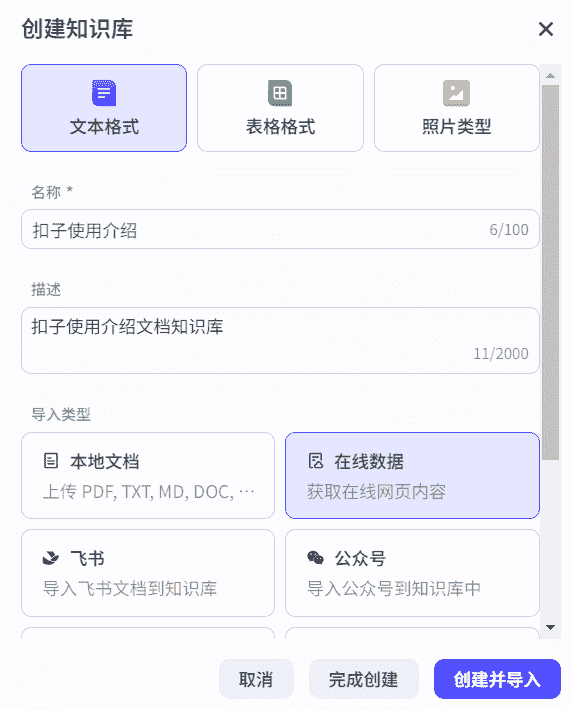 创建知识库
文本格式 表格格式 照片类型
名称 *
扣子使用介绍 6/100
描述
扣子使用介绍文档知识库
11/2000
导入类型
本地文档 在线数据
上传 PDF, TXT, MD, DOC, ··· 获取在线网页内容
飞书 公众号
导入飞书文档到知识库 导入公众号到知识库中
取消 完成创建 创建并导入